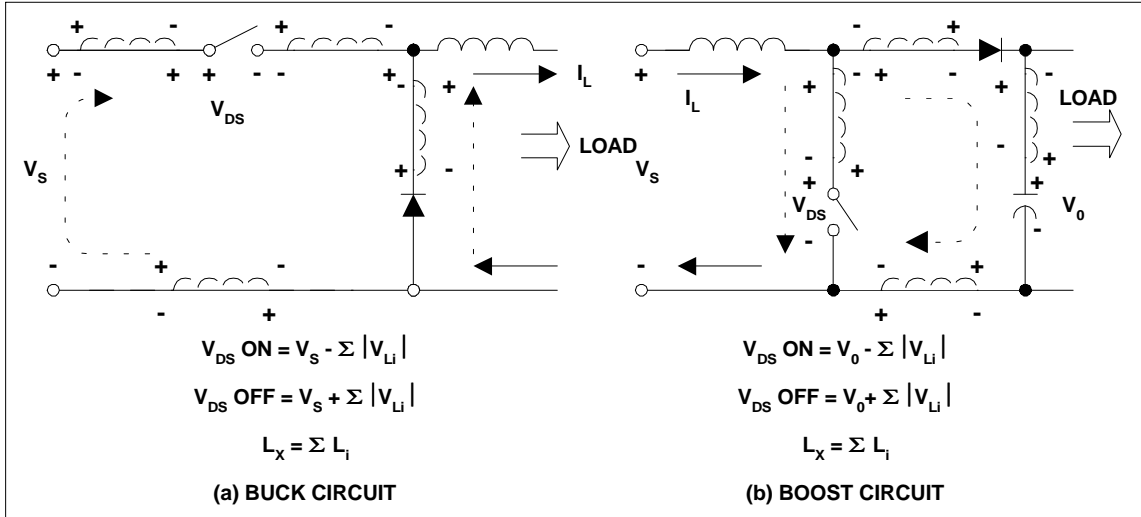 + - + - + -
+ - + + - - + - +
V_DS
I_L
V_S
LOAD
+ -
- + -
- +
V_DS ON = V_S - Σ |V_Li|
V_DS OFF = V_S + Σ |V_Li|
L_X = Σ L_i
(a) BUCK CIRCUIT
+ -
+ + - - + + -
I_L
LOAD
V_S
- + - +
+ +
V_DS V_0
- -
- - +
+ -
V_DS ON = V_0 - Σ |V_Li|
V_DS OFF = V_0+ Σ |V_Li|
L_X = Σ L_i
(b) BOOST CIRCUIT